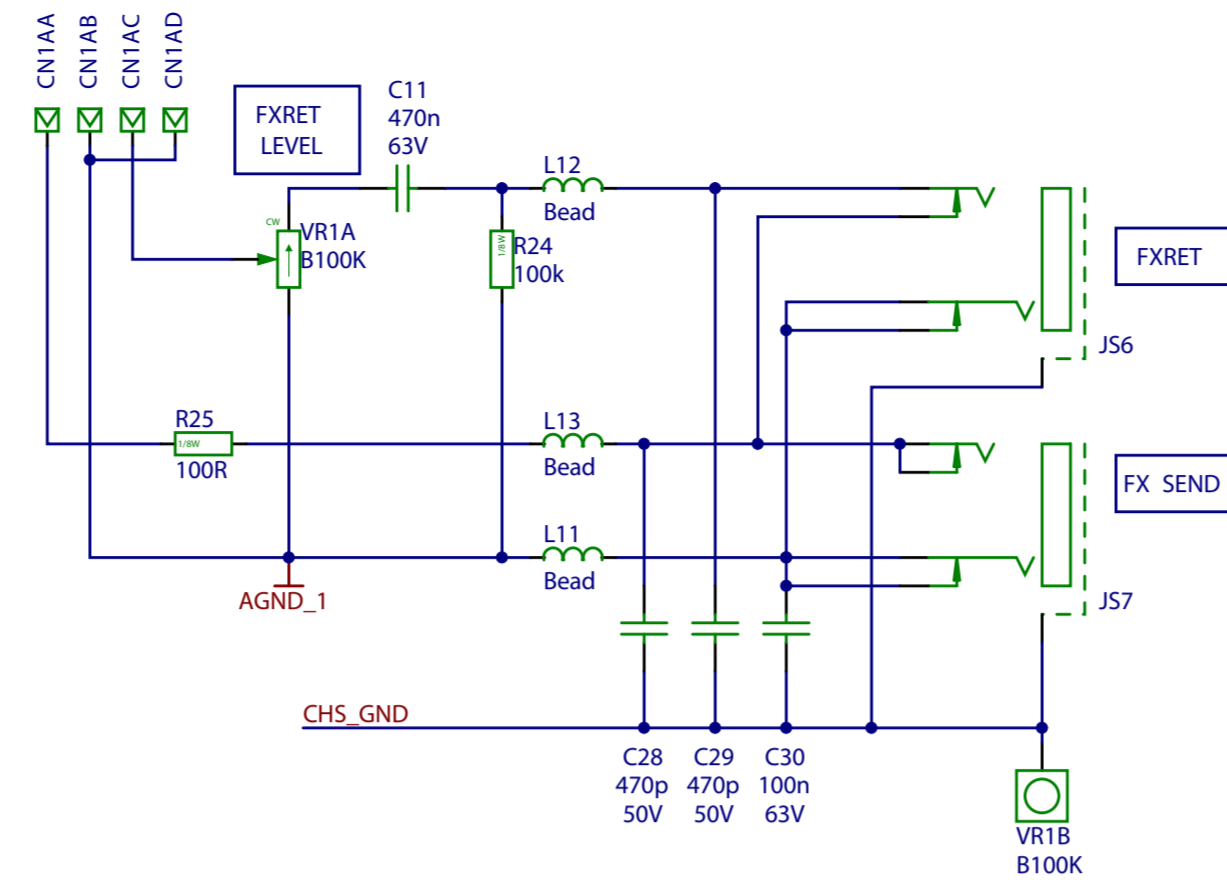 CN1AA
CN1AB
CN1AC
CN1AD
FXRET
LEVEL
C11
470n
63V
L12
Bead
CW
VR1A
B100K
1/8W
R24
100k
FXRET
JS6
R25
1/8W
100R
L13
Bead
FX SEND
L11
Bead
AGND_1
JS7
CHS_GND
C28
470p
50V
C29
470p
50V
C30
100n
63V
VR1B
B100K